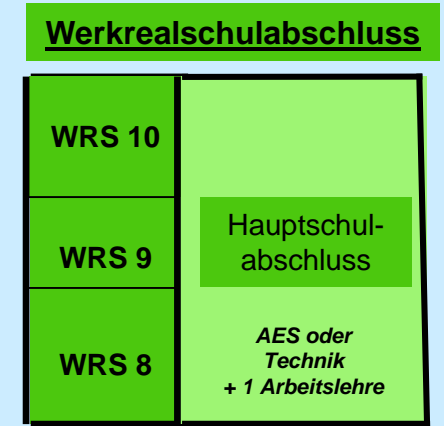 Werkrealschulabschluss
WRS 10
WRS 9
Hauptschul-
abschluss
WRS 8
AES oder
Technik
+ 1 Arbeitslehre